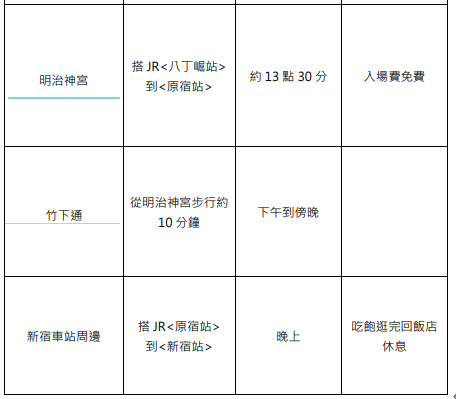 明治神宮
搭 JR<八丁崛站>
到<原宿站>
約 13 點 30 分
入場費免費
竹下通
從明治神宮步行約
10 分鐘
下午到傍晚
新宿車站周邊
搭 JR<原宿站>
到<新宿站>
晚上
吃飽逛完回飯店
休息